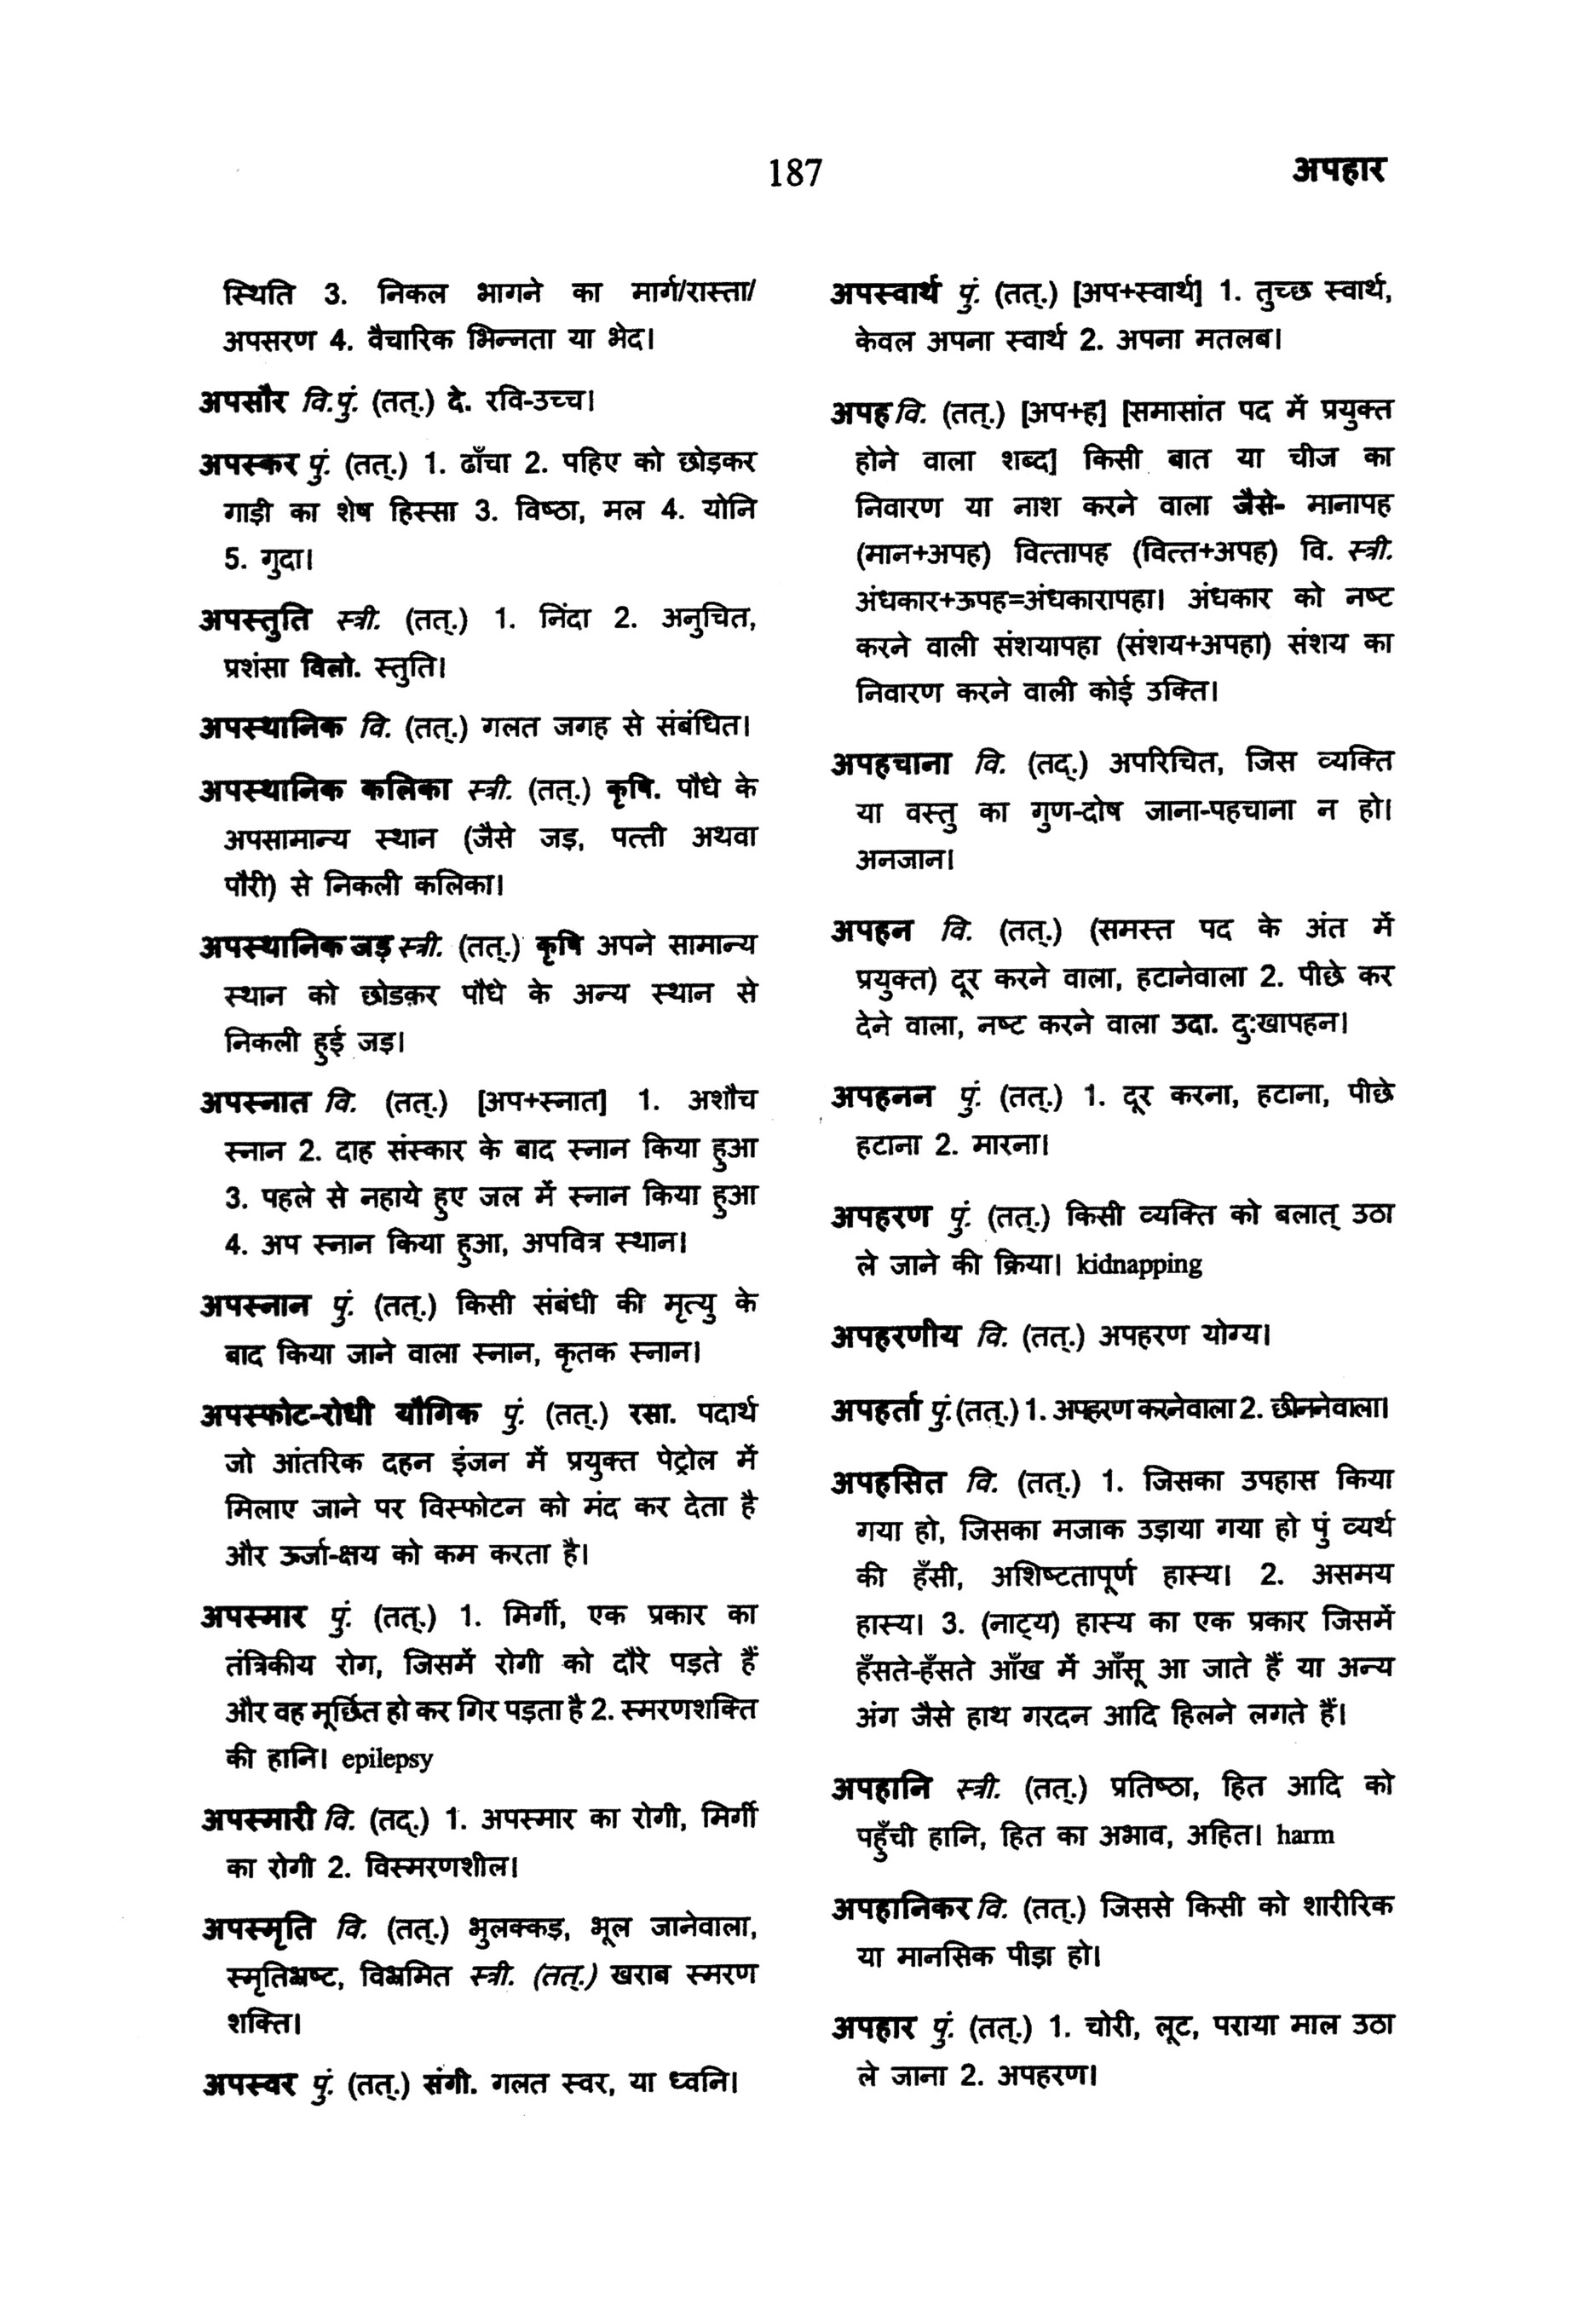 187
अपहार
स्थिति 3. निकल भागने का मार्ग/रास्ता/
अपसरण 4. वैचारिक भिन्नता या भेद।
अपसौर वि.पुं. (तत्.) दे. रवि-उच्च।
अपस्कर पुं. (तत्.) 1. ढाँचा 2. पहिए को छोड़कर
गाड़ी का शेष हिस्सा 3. विष्ठा, मल 4. योनि
5. गुदा।
अपस्तुति स्त्री. (तत्.) 1. निंदा 2. अनुचित,
प्रशंसा विलो. स्तुति।
अपस्थानिक वि. (तत्.) गलत जगह से संबंधित।
अपस्थानिक कलिका स्त्री. (तत्.) कृषि. पौधे के
अपसामान्य स्थान (जैसे जड़, पत्ती अथवा
पौरी) से निकली कलिका।
अपस्थानिक जड़ स्त्री. (तत्.) कृषि अपने सामान्य
स्थान को छोडक़र पौधे के अन्य स्थान से
निकली हुई जड़।
अपस्नात वि. (तत्.) [अप+स्नात] 1. अशौच
स्नान 2. दाह संस्कार के बाद स्नान किया हुआ
3. पहले से नहाये हुए जल में स्नान किया हुआ
4. अप स्नान किया हुआ, अपवित्र स्थान।
अपस्नान पुं. (तत्.) किसी संबंधी की मृत्यु के
बाद किया जाने वाला स्नान, कृतक स्नान।
अपस्फोट-रोधी यौगिक पुं. (तत्.) रसा. पदार्थ
जो आंतरिक दहन इंजन में प्रयुक्त पेट्रोल में
मिलाए जाने पर विस्फोटन को मंद कर देता है
और ऊर्जा-क्षय को कम करता है।
अपस्मार पुं. (तत्.) 1. मिर्गी, एक प्रकार का
तंत्रिकीय रोग, जिसमें रोगी को दौरे पड़ते हैं
और वह मूर्छित हो कर गिर पड़ता है 2. स्मरणशक्ति
की हानि। epilepsy
अपस्मारी वि. (तद्.) 1. अपस्मार का रोगी, मिर्गी
का रोगी 2. विस्मरणशील।
अपस्मृति वि. (तत्.) भुलक्कड़, भूल जानेवाला,
स्मृतिभ्रष्ट, विभ्रमित स्त्री. (तत्.) खराब स्मरण
शक्ति।
अपस्वर पुं. (तत्.) संगी. गलत स्वर, या ध्वनि।
अपस्वार्थ पुं. (तत्.) [अप+स्वार्थ] 1. तुच्छ स्वार्थ,
केवल अपना स्वार्थ 2. अपना मतलब।
अपह वि. (तत्.) [अप+ह] [समासांत पद में प्रयुक्त
होने वाला शब्द] किसी बात या चीज का
निवारण या नाश करने वाला जैसे- मानापह
(मान+अपह) वित्तापह (वित्त+अपह) वि. स्त्री.
अंधकार+ऊपह=अंधकारापहा। अंधकार को नष्ट
करने वाली संशयापहा (संशय+अपहा) संशय का
निवारण करने वाली कोई उक्ति।
अपहचाना वि. (तद्.) अपरिचित, जिस व्यक्ति
या वस्तु का गुण-दोष जाना-पहचाना न हो।
अनजान।
अपहन वि. (तत्.) (समस्त पद के अंत में
प्रयुक्त) दूर करने वाला, हटानेवाला 2. पीछे कर
देने वाला, नष्ट करने वाला उदा. दु:खापहन।
अपहनन पुं. (तत्.) 1. दूर करना, हटाना, पीछे
हटाना 2. मारना।
अपहरण पुं. (तत्.) किसी व्यक्ति को बलात् उठा
ले जाने की क्रिया। kidnapping
अपहरणीय वि. (तत्.) अपहरण योग्य।
अपहर्ता पुं. (तत्.) 1. अपहरण करनेवाला 2. छीननेवाला।
अपहसित वि. (तत्.) 1. जिसका उपहास किया
गया हो, जिसका मजाक उड़ाया गया हो पुं व्यर्थ
की हँसी, अशिष्टतापूर्ण हास्य। 2. असमय
हास्य। 3. (नाट्य) हास्य का एक प्रकार जिसमें
हँसते-हँसते आँख में आँसू आ जाते हैं या अन्य
अंग जैसे हाथ गरदन आदि हिलने लगते हैं।
अपहानि स्त्री. (तत्.) प्रतिष्ठा, हित आदि को
पहुँची हानि, हित का अभाव, अहित। harm
अपहानिकर वि. (तत्.) जिससे किसी को शारीरिक
या मानसिक पीड़ा हो।
अपहार पुं. (तत्.) 1. चोरी, लूट, पराया माल उठा
ले जाना 2. अपहरण।